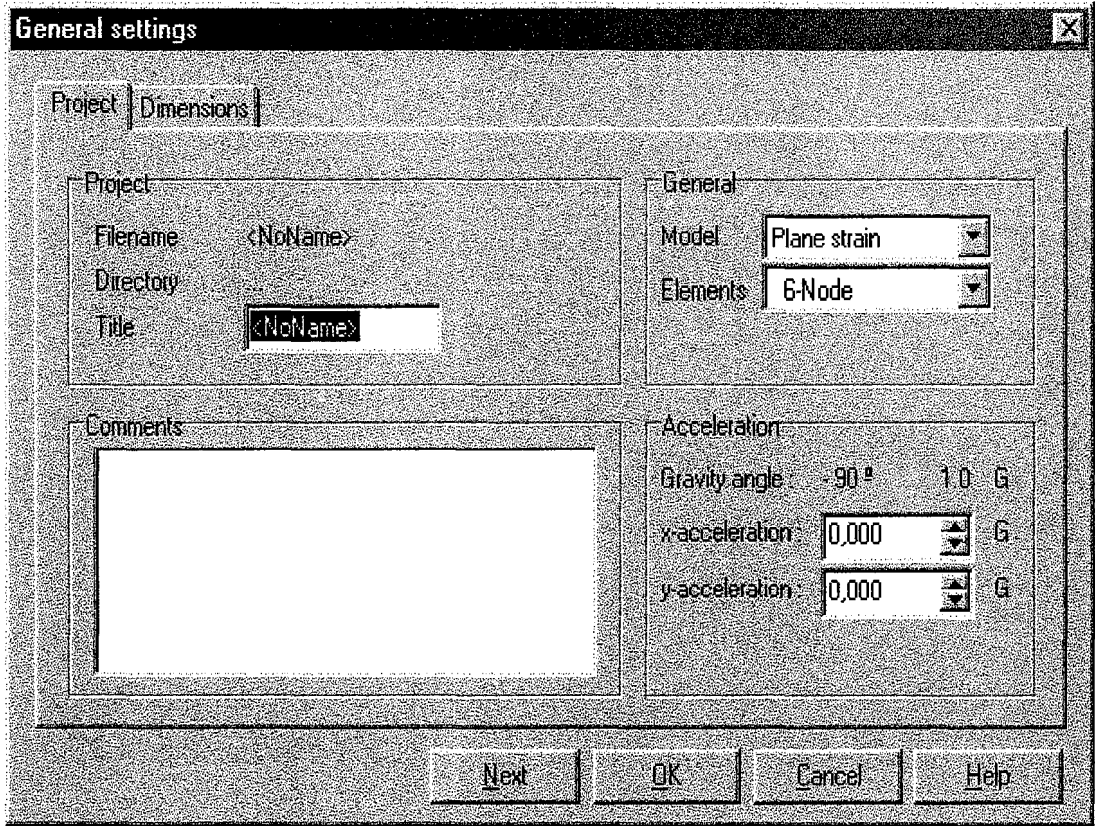 General settings
Project Dimensions
Project
Filename <NoName>
Directory ..
Title <NoName>
General
Model Plane strain
Elements 6-Node
Comments
Acceleration
Gravity angle : - 90 º 1.0 G
x-acceleration : 0,000 G
y-acceleration : 0,000 G
Next OK Cancel Help